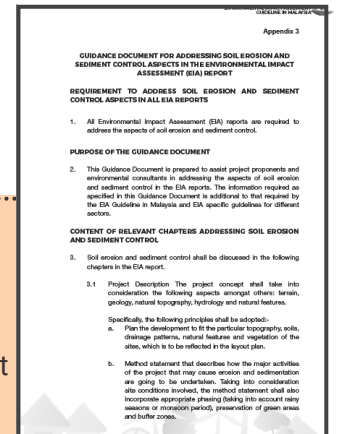 GUIDELINE IN MALAYSIA
Appendix 3
GUIDANCE DOCUMENT FOR ADDRESSING SOIL EROSION AND
SEDIMENT CONTROL ASPECTS IN THE ENVIRONMENTAL IMPACT
ASSESSMENT (EIA) REPORT
REQUIREMENT TO ADDRESS SOIL EROSION AND SEDIMENT
CONTROL ASPECTS IN ALL EIA REPORTS
1. All Environmental Impact Assessment (EIA) reports are required to
address the aspects of soil erosion and sediment control.
PURPOSE OF THE GUIDANCE DOCUMENT
2. This Guidance Document is prepared to assist project proponents and
environmental consultants in addressing the aspects of soil erosion
and sediment control in the EIA reports. The information required as
specified in this Guidance Document is additional to that required by
the EIA Guideline in Malaysia and EIA specific guidelines for different
sectors.
CONTENT OF RELEVANT CHAPTERS ADDRESSING SOIL EROSION
AND SEDIMENT CONTROL
3. Soil erosion and sediment control shall be discussed in the following
chapters in the EIA report.
3.1 Project Description The project concept shall take into
consideration the following aspects amongst others: terrain,
geology, natural topography, hydrology and natural features.
Specifically, the following principles shall be adopted:-
a. Plan the development to fit the particular topography, soils,
drainage patterns, natural features and vegetation of the
sites, which is to be reflected in the layout plan.
b. Method statement that describes how the major activities
of the project that may cause erosion and sedimentation
are going to be undertaken. Taking into consideration
site conditions involved, the method statement shall also
incorporate appropriate phasing (taking into account rainy
seasons or monsoon period), preservation of green areas
and buffer zones.
t